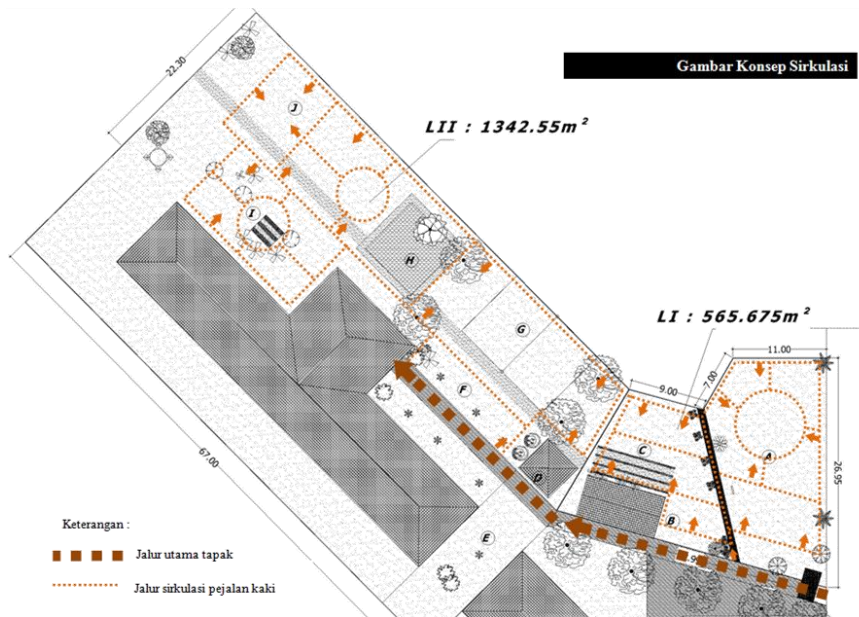 Gambar Konsep Sirkulasi
22.30
J
LII : 1342.55m²
I
H
LI : 565.675m²
G
11.00
7.00
9.00
F
A
C
26.95
67.00
D
B
E
Keterangan :
Jalur utama tapak
Jalur sirkulasi pejalan kaki